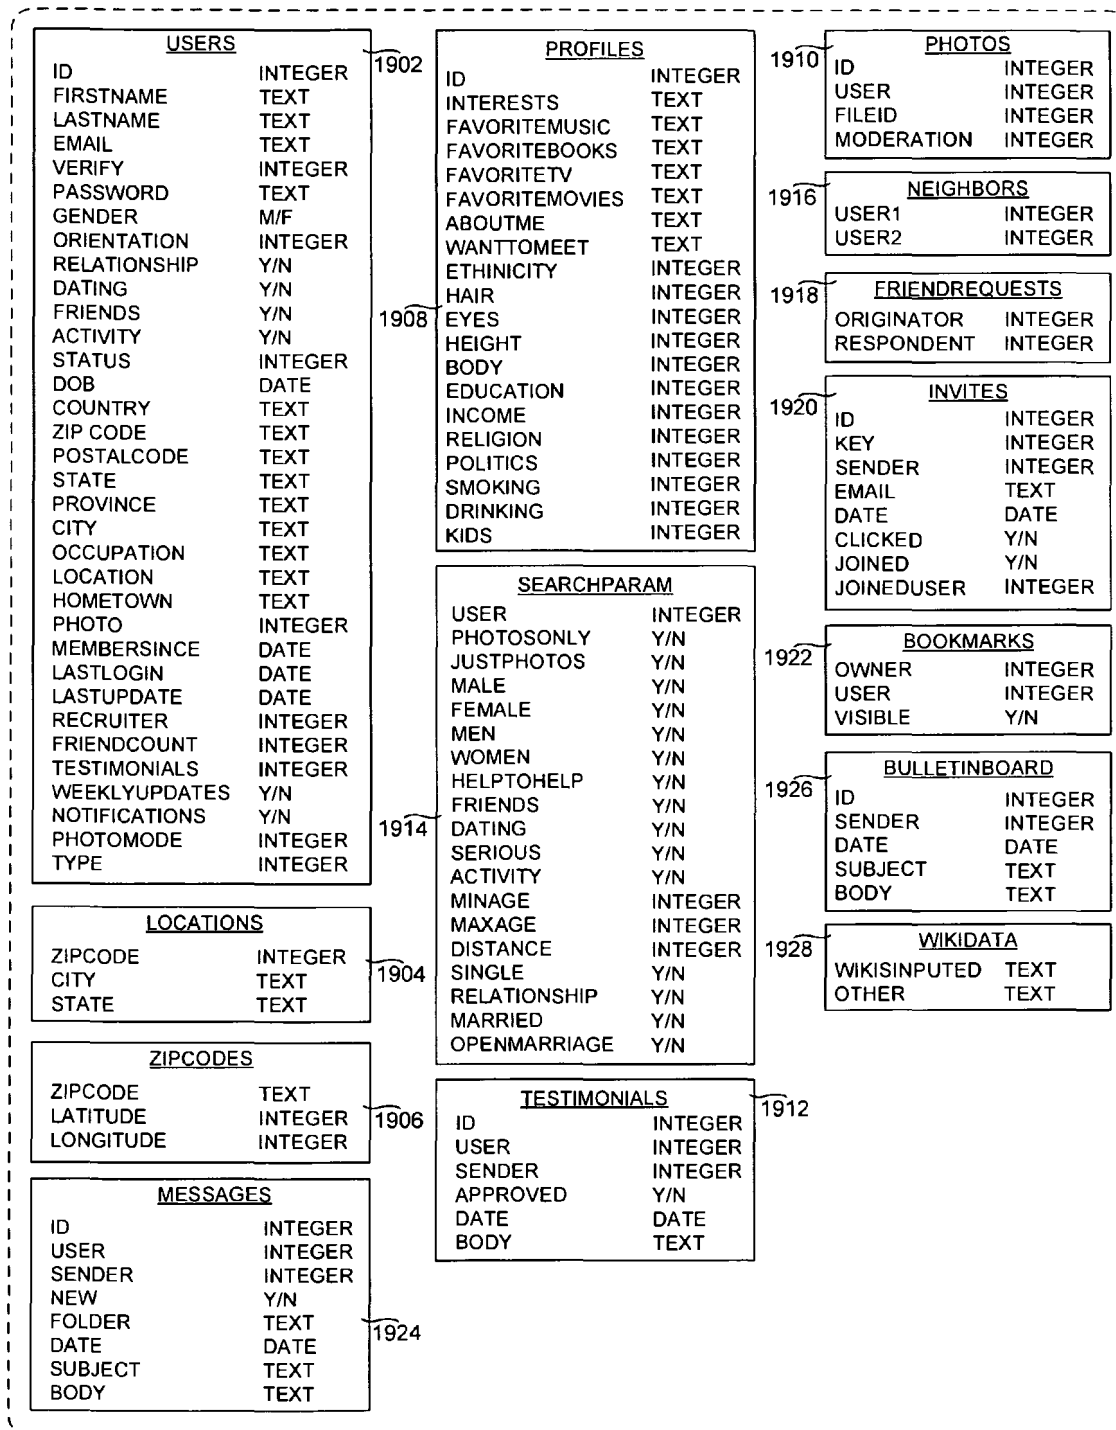 USERS
1902
ID INTEGER
FIRSTNAME TEXT
LASTNAME TEXT
EMAIL TEXT
VERIFY INTEGER
PASSWORD TEXT
GENDER M/F
ORIENTATION INTEGER
RELATIONSHIP Y/N
DATING Y/N
FRIENDS Y/N
ACTIVITY Y/N
STATUS INTEGER
DOB DATE
COUNTRY TEXT
ZIP CODE TEXT
POSTALCODE TEXT
STATE TEXT
PROVINCE TEXT
CITY TEXT
OCCUPATION TEXT
LOCATION TEXT
HOMETOWN TEXT
PHOTO INTEGER
MEMBERSINCE DATE
LASTLOGIN DATE
LASTUPDATE DATE
RECRUITER INTEGER
FRIENDCOUNT INTEGER
TESTIMONIALS INTEGER
WEEKLYUPDATES Y/N
NOTIFICATIONS Y/N
PHOTOMODE INTEGER
TYPE INTEGER
LOCATIONS
1904
ZIPCODE INTEGER
CITY TEXT
STATE TEXT
ZIPCODES
1906
ZIPCODE TEXT
LATITUDE INTEGER
LONGITUDE INTEGER
MESSAGES
1924
ID INTEGER
USER INTEGER
SENDER INTEGER
NEW Y/N
FOLDER TEXT
DATE DATE
SUBJECT TEXT
BODY TEXT
PROFILES
1908
ID INTEGER
INTERESTS TEXT
FAVORITEMUSIC TEXT
FAVORITEBOOKS TEXT
FAVORITETV TEXT
FAVORITEMOVIES TEXT
ABOUTME TEXT
WANTTOMEET TEXT
ETHINICITY INTEGER
HAIR INTEGER
EYES INTEGER
HEIGHT INTEGER
BODY INTEGER
EDUCATION INTEGER
INCOME INTEGER
RELIGION INTEGER
POLITICS INTEGER
SMOKING INTEGER
DRINKING INTEGER
KIDS INTEGER
SEARCHPARAM
1914
USER INTEGER
PHOTOSONLY Y/N
JUSTPHOTOS Y/N
MALE Y/N
FEMALE Y/N
MEN Y/N
WOMEN Y/N
HELPTOHELP Y/N
FRIENDS Y/N
DATING Y/N
SERIOUS Y/N
ACTIVITY Y/N
MINAGE INTEGER
MAXAGE INTEGER
DISTANCE INTEGER
SINGLE Y/N
RELATIONSHIP Y/N
MARRIED Y/N
OPENMARRIAGE Y/N
TESTIMONIALS
1912
ID INTEGER
USER INTEGER
SENDER INTEGER
APPROVED Y/N
DATE DATE
BODY TEXT
PHOTOS
1910
ID INTEGER
USER INTEGER
FILEID INTEGER
MODERATION INTEGER
NEIGHBORS
1916
USER1 INTEGER
USER2 INTEGER
FRIENDREQUESTS
1918
ORIGINATOR INTEGER
RESPONDENT INTEGER
INVITES
1920
ID INTEGER
KEY INTEGER
SENDER INTEGER
EMAIL TEXT
DATE DATE
CLICKED Y/N
JOINED Y/N
JOINEDUSER INTEGER
BOOKMARKS
1922
OWNER INTEGER
USER INTEGER
VISIBLE Y/N
BULLETINBOARD
1926
ID INTEGER
SENDER INTEGER
DATE DATE
SUBJECT TEXT
BODY TEXT
WIKIDATA
1928
WIKISINPUTED TEXT
OTHER TEXT